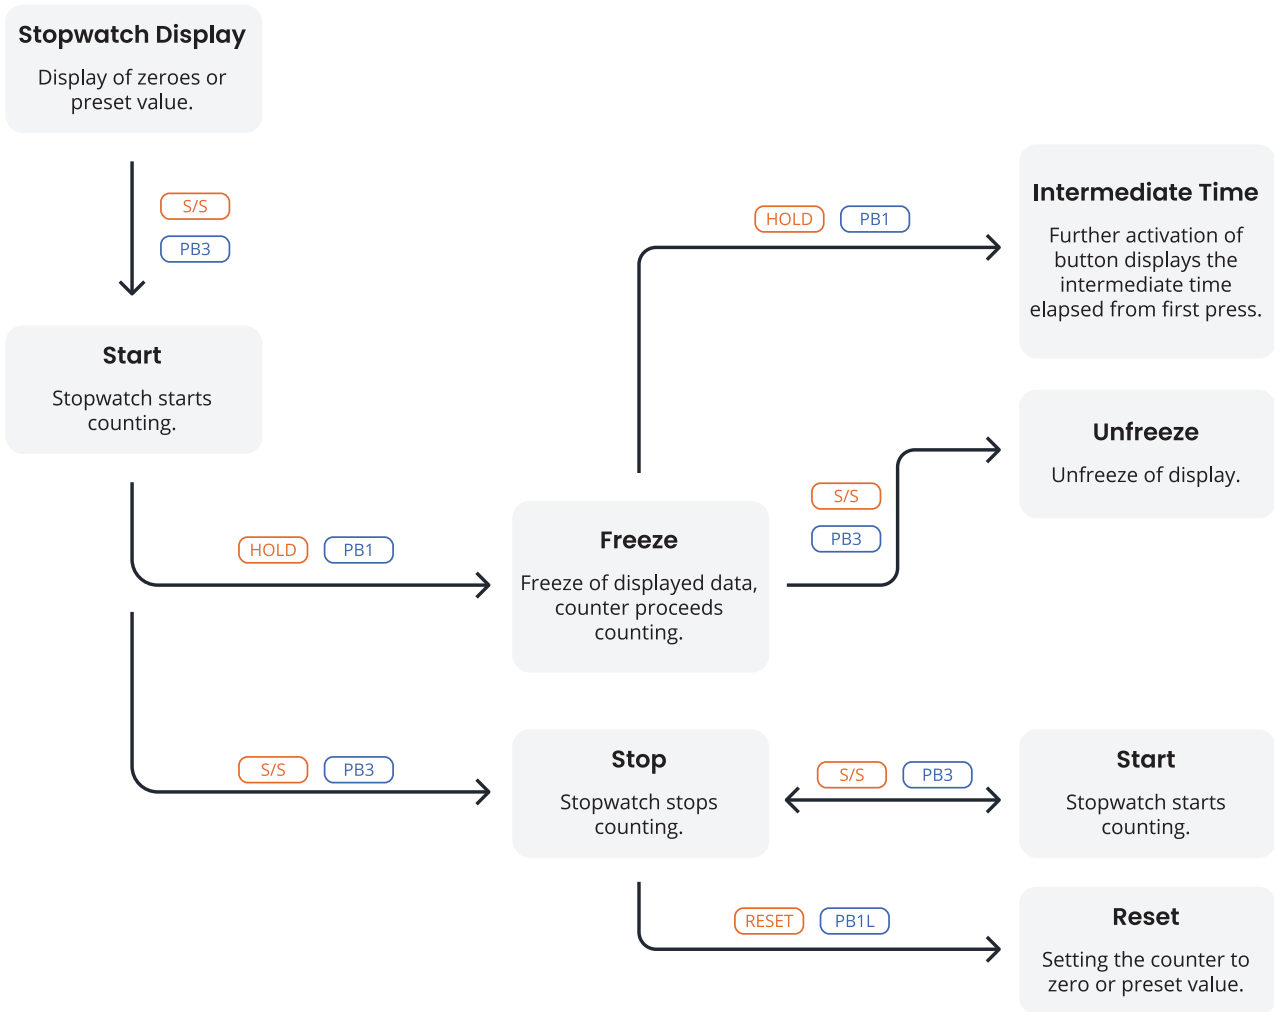 Stopwatch Display
Display of zeroes or
preset value.
S/S
PB3
Start
Stopwatch starts
counting.
HOLD PB1
Intermediate Time
Further activation of
button displays the
intermediate time
elapsed from first press.
Unfreeze
Unfreeze of display.
S/S
PB3
HOLD PB1
Freeze
Freeze of displayed data,
counter proceeds
counting.
S/S PB3
Stop
Stopwatch stops
counting.
S/S PB3
Start
Stopwatch starts
counting.
RESET PB1L
Reset
Setting the counter to
zero or preset value.